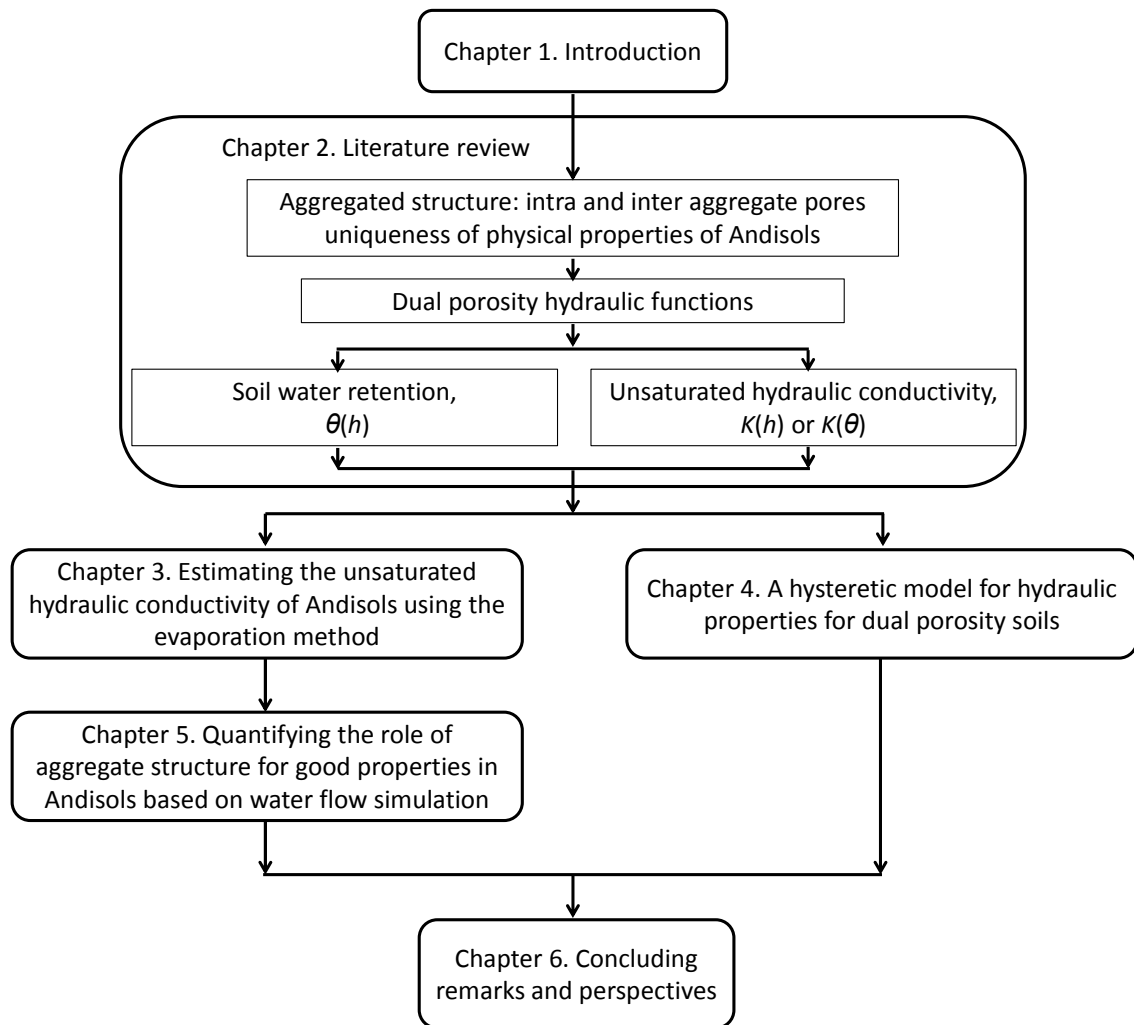 Chapter 1. Introduction
Chapter 2. Literature review
Aggregated structure: intra and inter aggregate pores
uniqueness of physical properties of Andisols
Dual porosity hydraulic functions
Soil water retention,
θ(h)
Unsaturated hydraulic conductivity,
K(h) or K(θ)
Chapter 3. Estimating the unsaturated
hydraulic conductivity of Andisols using the
evaporation method
Chapter 4. A hysteretic model for hydraulic
properties for dual porosity soils
Chapter 5. Quantifying the role of
aggregate structure for good properties in
Andisols based on water flow simulation
Chapter 6. Concluding
remarks and perspectives